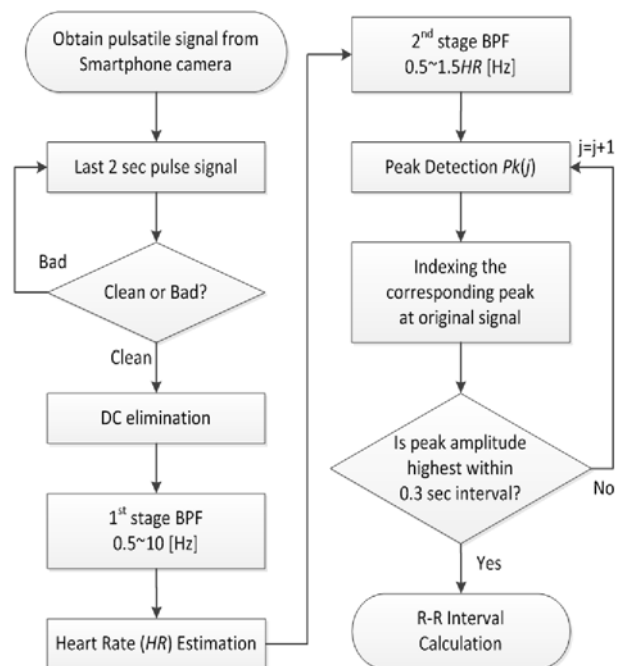 Obtain pulsatile signal from
Smartphone camera
Last 2 sec pulse signal
Bad
Clean or Bad?
Clean
DC elimination
1st stage BPF
0.5~10 [Hz]
Heart Rate (HR) Estimation
2nd stage BPF
0.5~1.5HR [Hz]
j=j+1
Peak Detection Pk(j)
Indexing the
corresponding peak
at original signal
Is peak amplitude
highest within
0.3 sec interval?
No
Yes
R-R Interval
Calculation